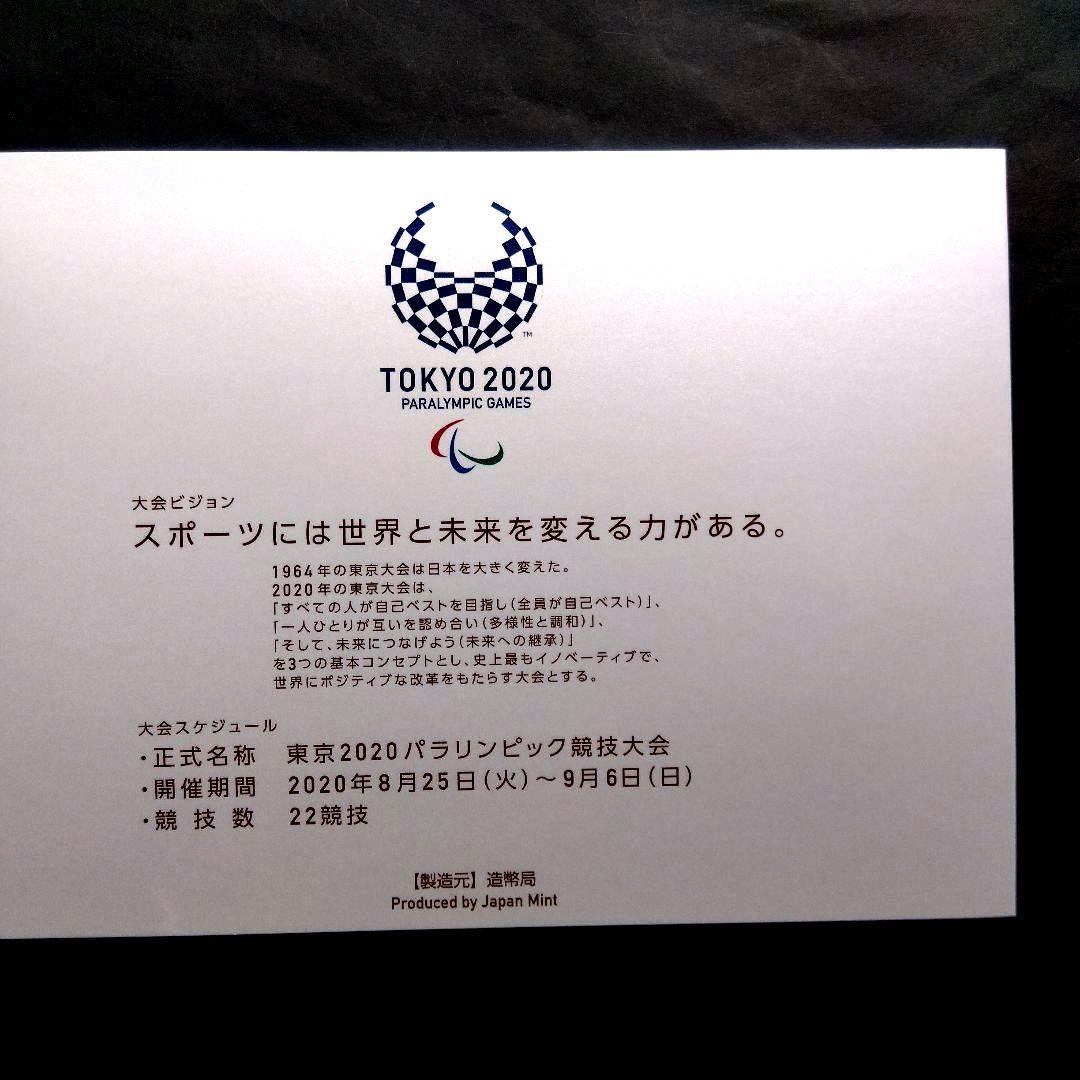 TM
TOKYO 2020
PARALYMPIC GAMES
大会ビジョン
スポーツには世界と未来を変える力がある。
1964年の東京大会は日本を大きく変えた。
2020年の東京大会は、
「すべての人が自己ベストを目指し(全員が自己ベスト)」、
「一人ひとりが互いを認め合い(多様性と調和)」、
「そして、未来につなげよう(未来への継承)」
を3つの基本コンセプトとし、史上最もイノベーティブで、
世界にポジティブな改革をもたらす大会とする。
大会スケジュール
・正式名称 東京2020パラリンピック競技大会
・開催期間 2020年8月25日(火)～9月6日(日)
・競技数 22競技
【製造元】造幣局
Produced by Japan Mint